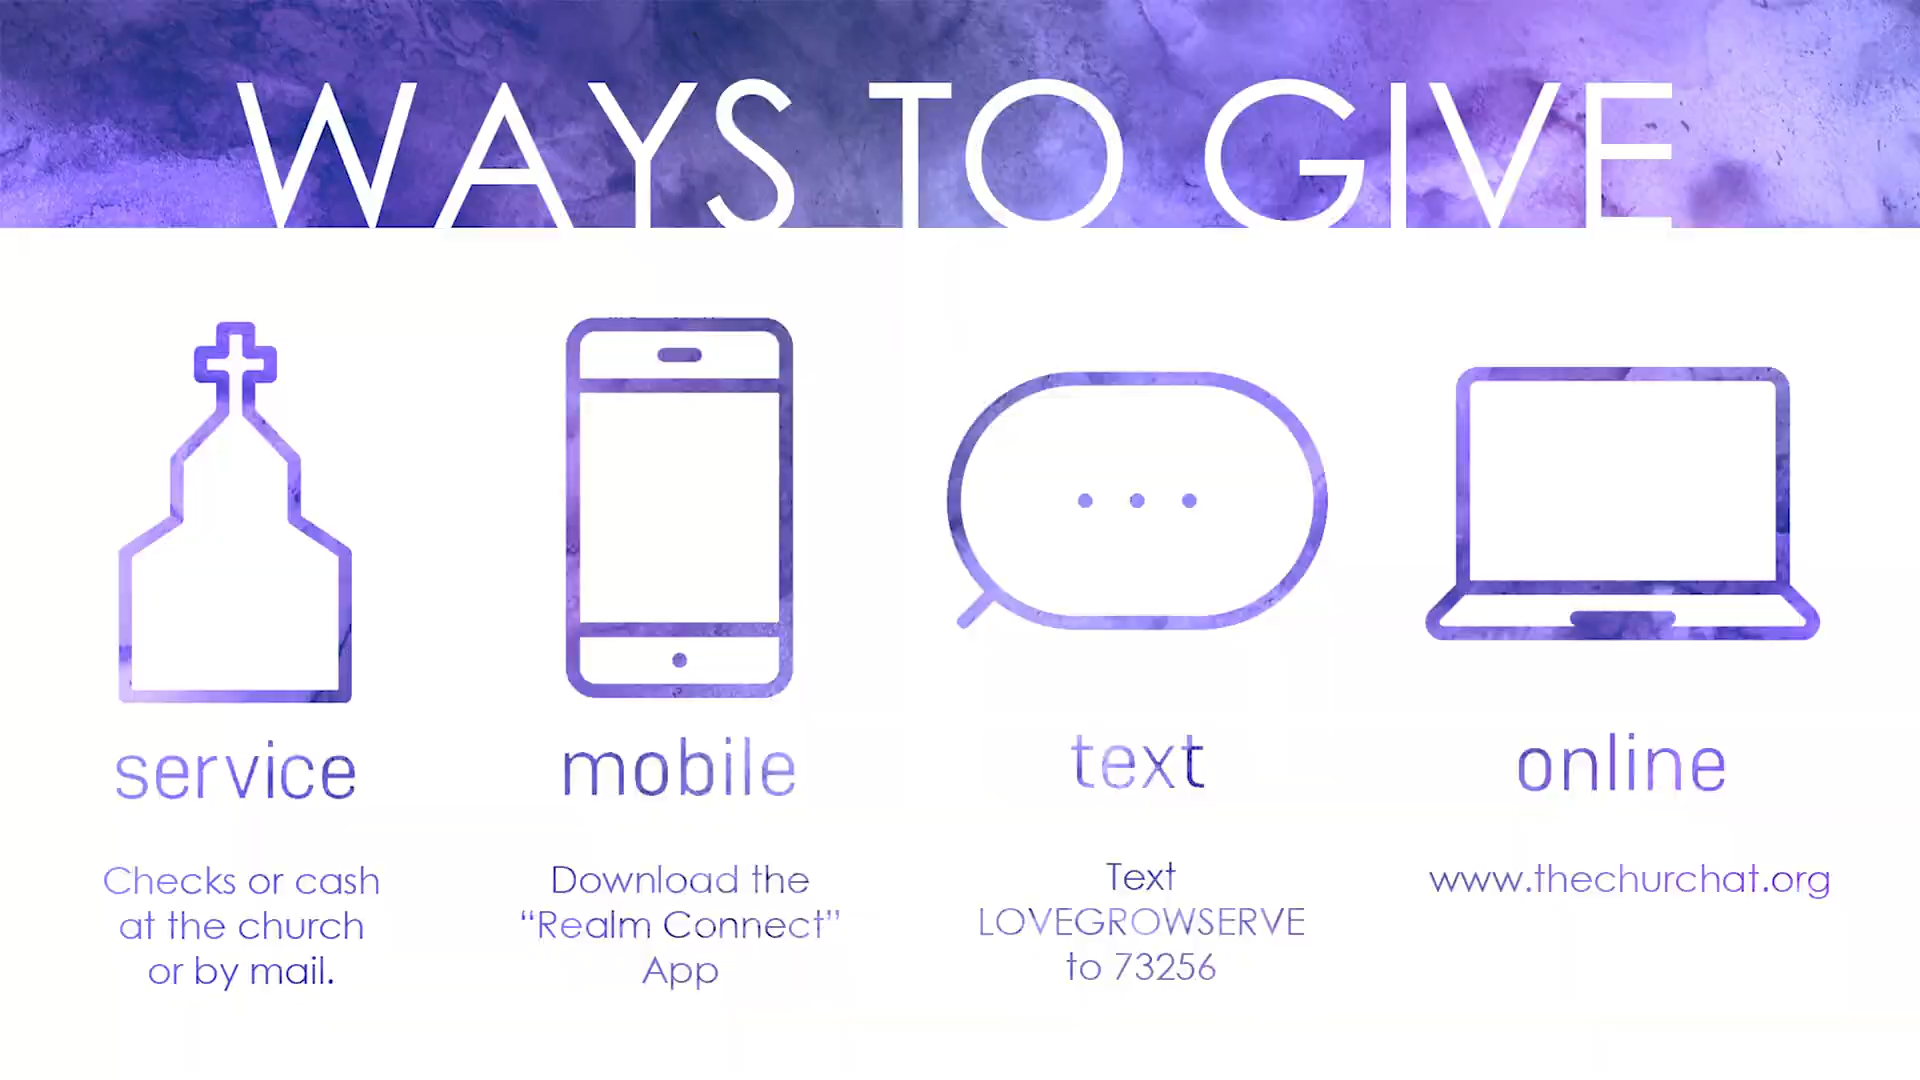 WAYS TO GIVE
service
Checks or cash
at the church
or by mail.
mobile
Download the
“Realm Connect”
App
text
Text
LOVEGROWSERVE
to 73256
online
www.thechurchat.org